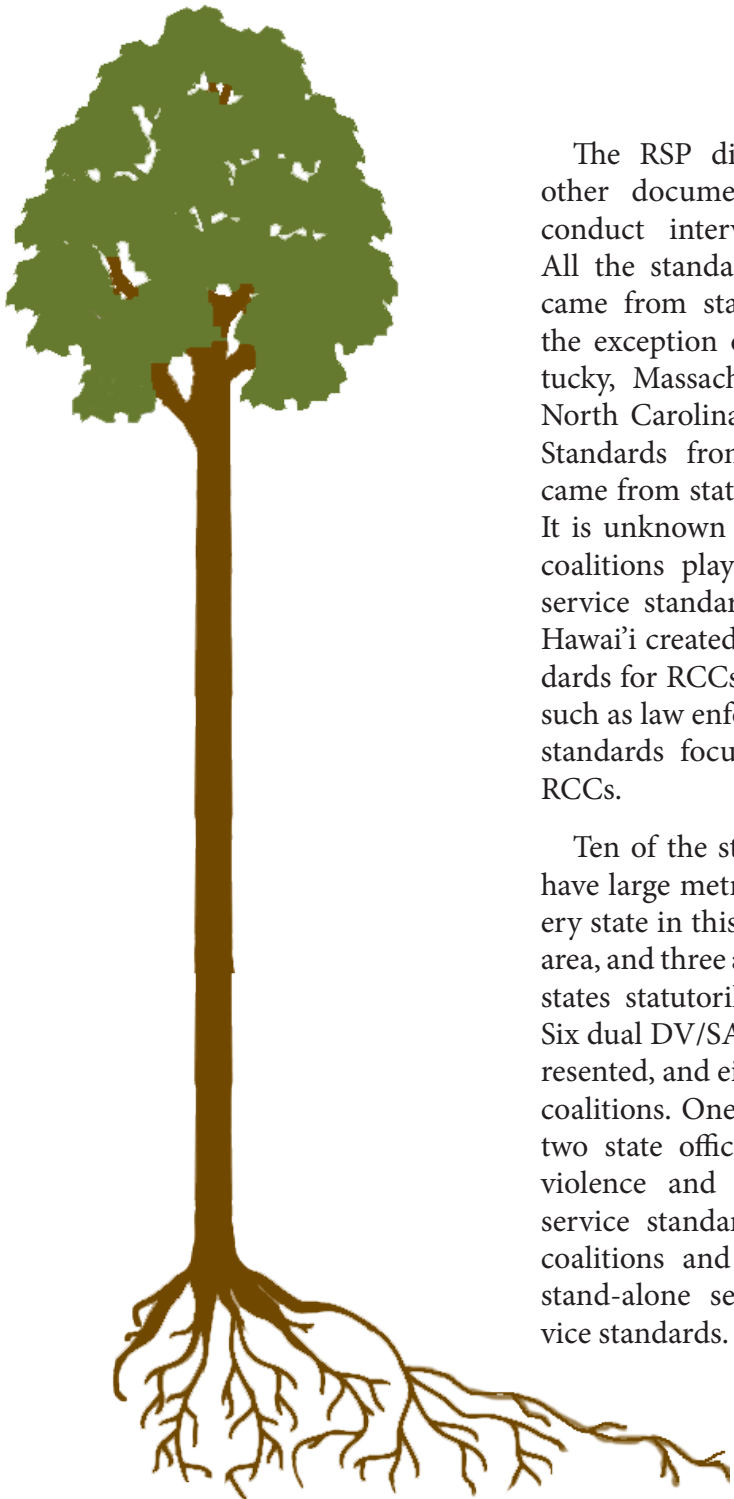 The RSP di
other docume
conduct interv
All the standa
came from sta
the exception
tucky, Massach
North Carolina
Standards from
came from stat
It is unknown
coalitions play
service standar
Hawai’i created
dards for RCCs
such as law enf
standards focu
RCCs.
Ten of the st
have large metr
ery state in this
area, and three
states statutoril
Six dual DV/SA
resented, and ei
coalitions. One
two state offic
violence and
service standar
coalitions and
stand-alone se
vice standards.